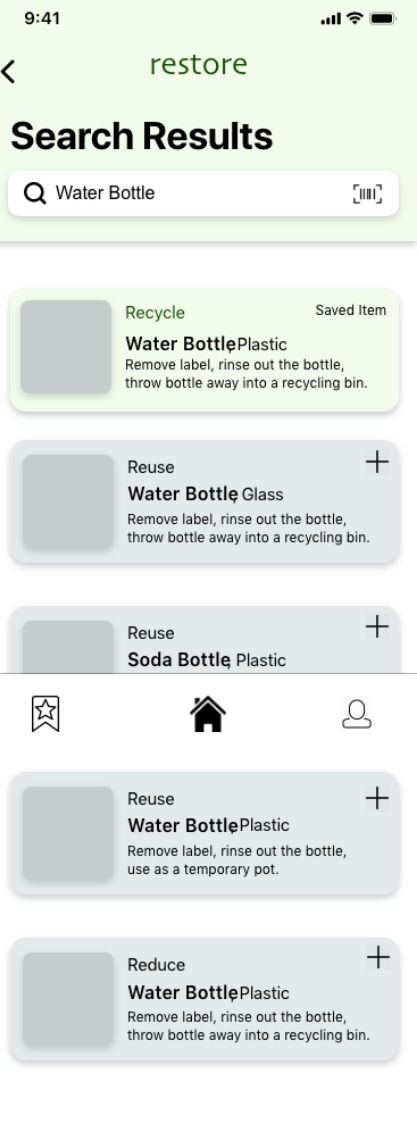 9:41
restore
Search Results
Water Bottle
Recycle
Saved Item
Water Bottle, Plastic
Remove label, rinse out the bottle,
throw bottle away into a recycling bin.
Reuse
Water Bottle, Glass
Remove label, rinse out the bottle,
throw bottle away into a recycling bin.
Reuse
Soda Bottle, Plastic
Reuse
Water Bottle, Plastic
Remove label, rinse out the bottle,
use as a temporary pot.
Reduce
Water Bottle, Plastic
Remove label, rinse out the bottle,
throw bottle away into a recycling bin.